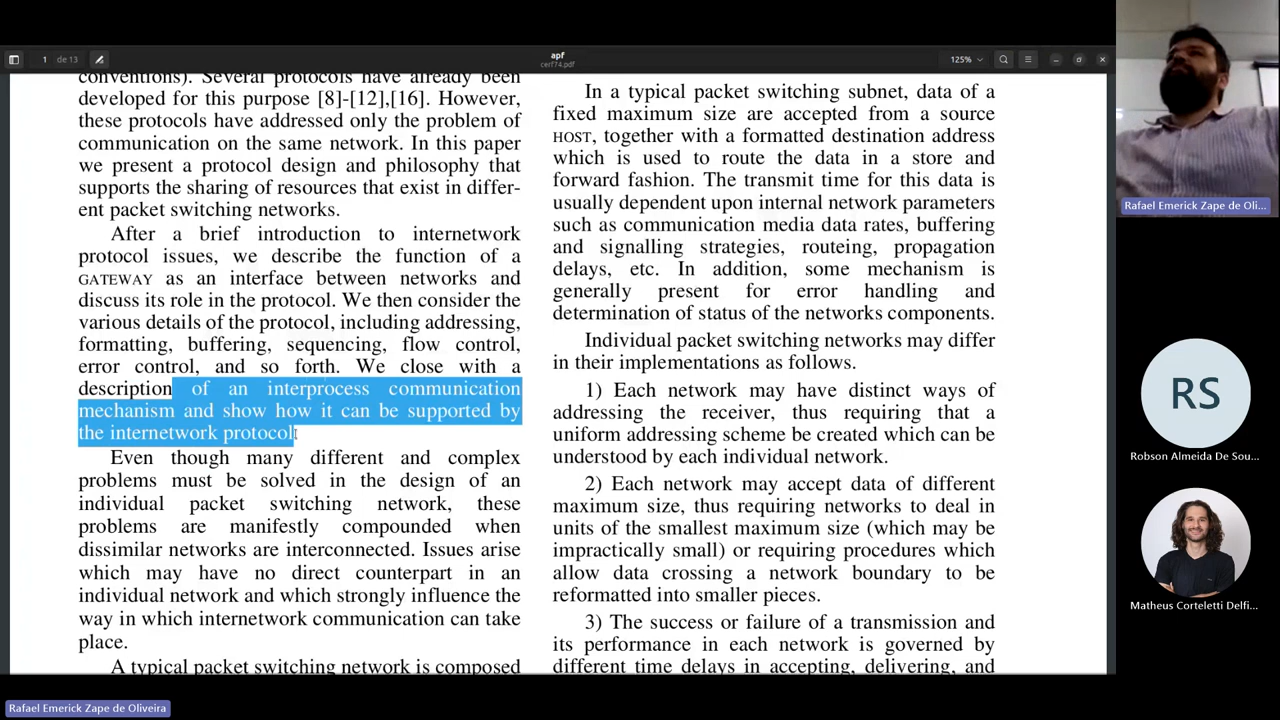 1 de 13
apf
cerf74.pdf
125%
conventions). Several protocols have already been
developed for this purpose [8]-[12],[16]. However,
these protocols have addressed only the problem of
communication on the same network. In this paper
we present a protocol design and philosophy that
supports the sharing of resources that exist in differ-
ent packet switching networks.
After a brief introduction to internetwork
protocol issues, we describe the function of a
GATEWAY as an interface between networks and
discuss its role in the protocol. We then consider the
various details of the protocol, including addressing,
formatting, buffering, sequencing, flow control,
error control, and so forth. We close with a
description of an interprocess communication
mechanism and show how it can be supported by
the internetwork protocol
Even though many different and complex
problems must be solved in the design of an
individual packet switching network, these
problems are manifestly compounded when
dissimilar networks are interconnected. Issues arise
which may have no direct counterpart in an
individual network and which strongly influence the
way in which internetwork communication can take
place.
A typical packet switching network is composed
In a typical packet switching subnet, data of a
fixed maximum size are accepted from a source
HOST, together with a formatted destination address
which is used to route the data in a store and
forward fashion. The transmit time for this data is
usually dependent upon internal network parameters
such as communication media data rates, buffering
and signalling strategies, routeing, propagation
delays, etc. In addition, some mechanism is
generally present for error handling and
determination of status of the networks components.
Individual packet switching networks may differ
in their implementations as follows.
1) Each network may have distinct ways of
addressing the receiver, thus requiring that a
uniform addressing scheme be created which can be
understood by each individual network.
2) Each network may accept data of different
maximum size, thus requiring networks to deal in
units of the smallest maximum size (which may be
impractically small) or requiring procedures which
allow data crossing a network boundary to be
reformatted into smaller pieces.
3) The success or failure of a transmission and
its performance in each network is governed by
different time delays in accepting, delivering, and
Rafael Emerick Zape de Oli...
RS
Robson Almeida De Sou...
Matheus Corteletti Delfi...
Rafael Emerick Zape de Oliveira